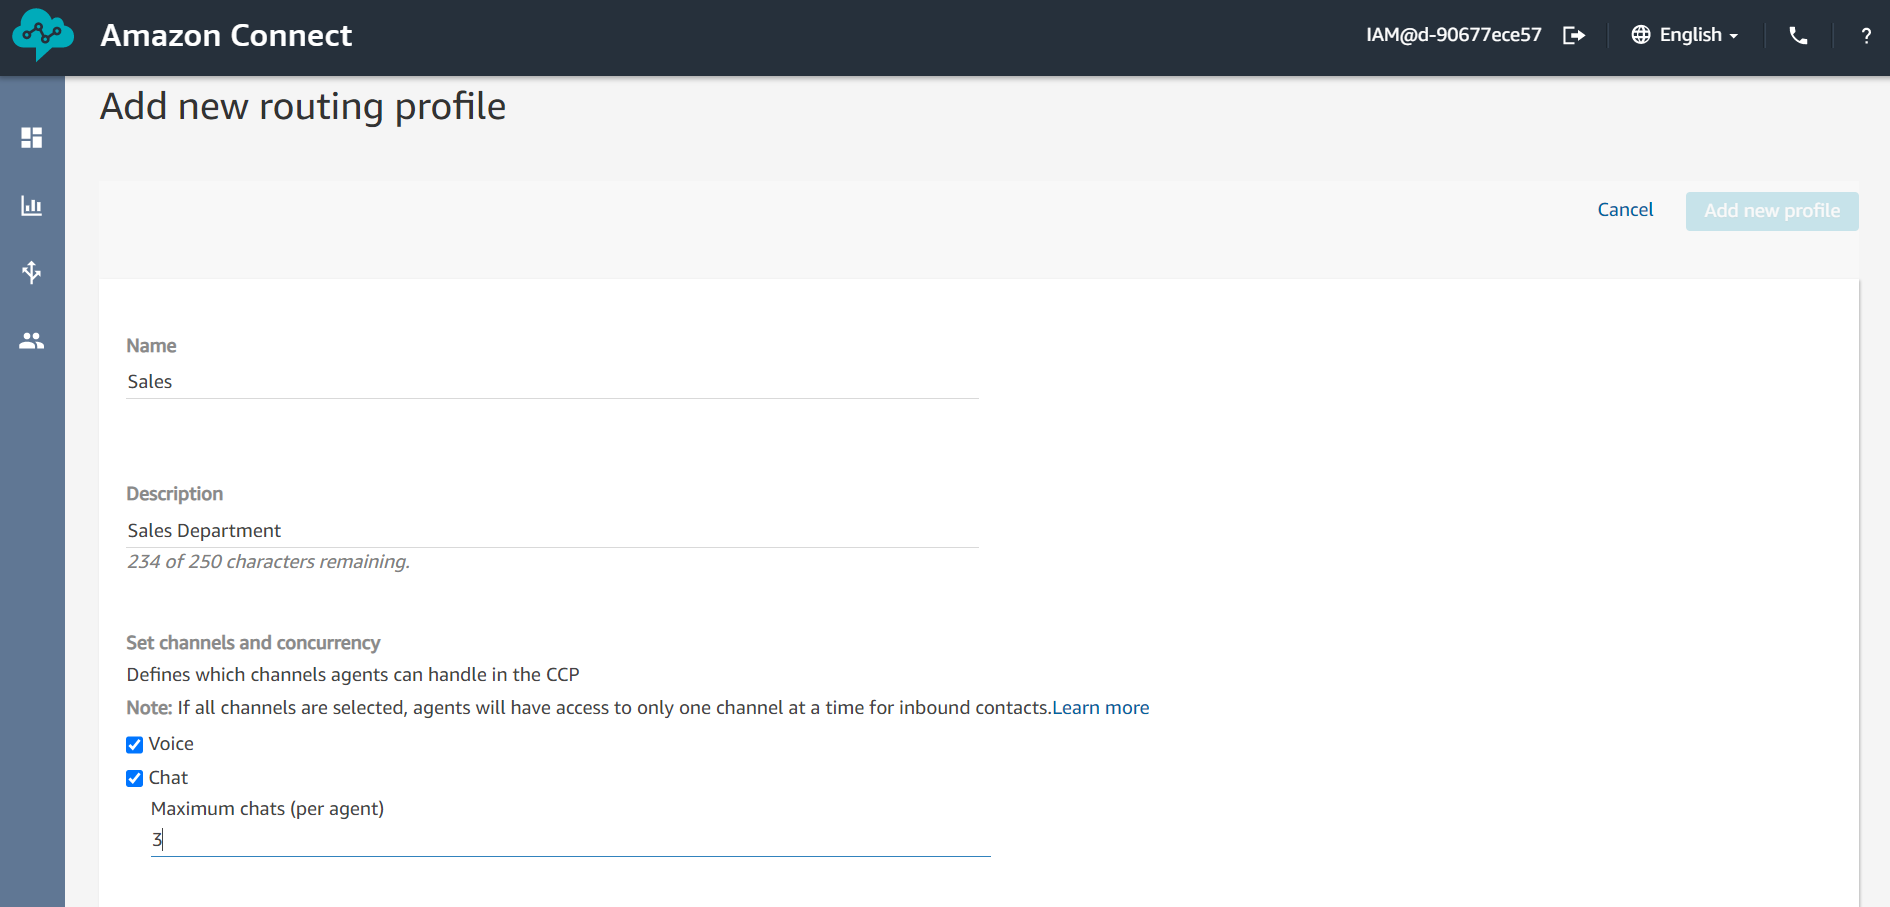 Amazon Connect
IAM@d-90677ece57
English
?
Add new routing profile
Cancel
Add new profile
Name
Sales
Description
Sales Department
234 of 250 characters remaining.
Set channels and concurrency
Defines which channels agents can handle in the CCP
Note: If all channels are selected, agents will have access to only one channel at a time for inbound contacts.Learn more
Voice
Chat
Maximum chats (per agent)
3